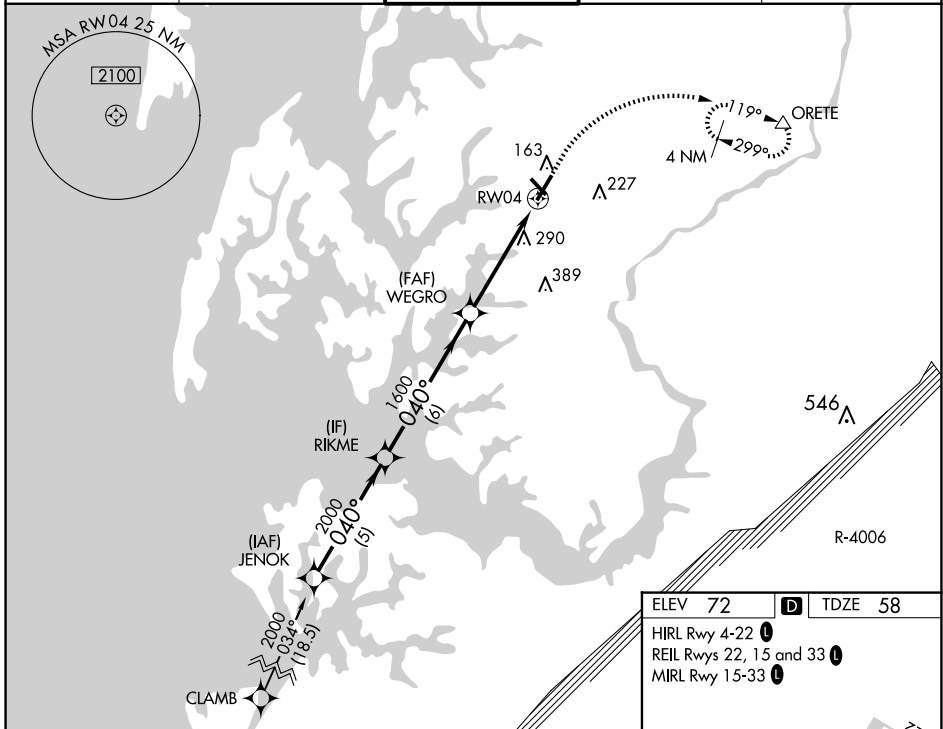 MSA RW04 25 NM
2100
119°
ORETE
4 NM
299°
163
227
RW04
290
(FAF)
WEGRO
389
1600
040°
(6)
546
(IF)
RIKME
2000
040°
(5)
R-4006
(IAF)
JENOK
2000
034°
(18.5)
CLAMB
ELEV 72 D TDZE 58
HIRL Rwy 4-22 L
REIL Rwys 22, 15 and 33 L
MIRL Rwy 15-33 L